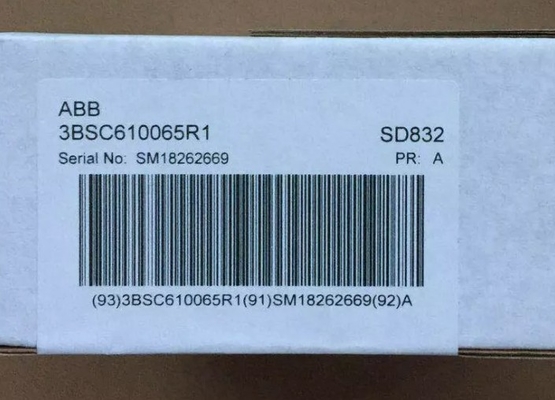 ABB
3BSC610065R1 SD832
Serial No: SM18262669 PR: A
(93)3BSC610065R1(91)SM18262669(92)A